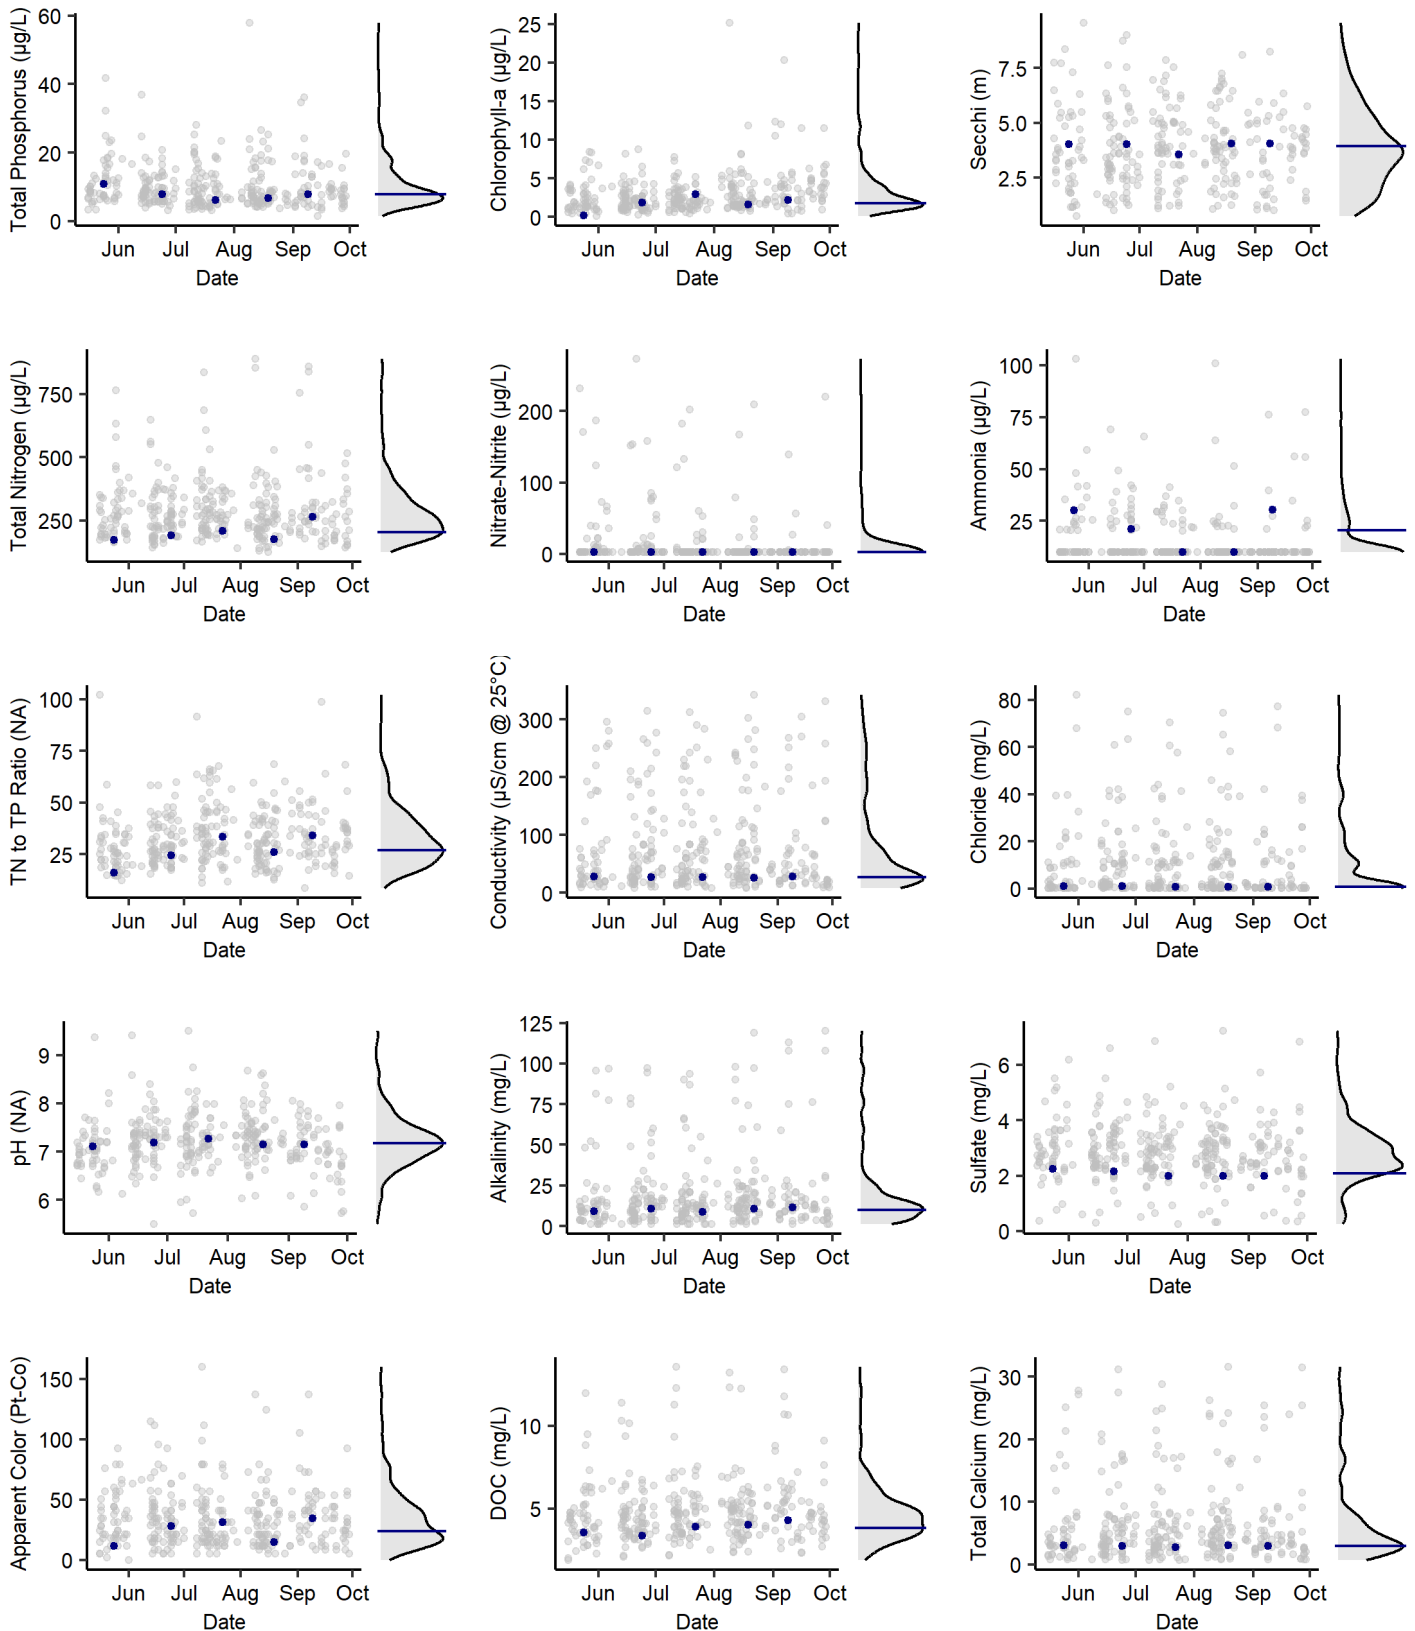 Total Phosphorus (µg/L)
60
40
20
0
Jun Jul Aug Sep Oct
Date
Chlorophyll-a (µg/L)
25
20
15
10
5
0
Jun Jul Aug Sep Oct
Date
Secchi (m)
7.5
5.0
2.5
Jun Jul Aug Sep Oct
Date
Total Nitrogen (µg/L)
750
500
250
Jun Jul Aug Sep Oct
Date
Nitrate-Nitrite (µg/L)
200
100
0
Jun Jul Aug Sep Oct
Date
Ammonia (µg/L)
100
75
50
25
Jun Jul Aug Sep Oct
Date
TN to TP Ratio (NA)
100
75
50
25
Jun Jul Aug Sep Oct
Date
Conductivity (µS/cm @ 25°C)
300
200
100
0
Jun Jul Aug Sep Oct
Date
Chloride (mg/L)
80
60
40
20
0
Jun Jul Aug Sep Oct
Date
pH (NA)
9
8
7
6
Jun Jul Aug Sep Oct
Date
Alkalinity (mg/L)
125
100
75
50
25
0
Jun Jul Aug Sep Oct
Date
Sulfate (mg/L)
6
4
2
0
Jun Jul Aug Sep Oct
Date
Apparent Color (Pt-Co)
150
100
50
0
Jun Jul Aug Sep Oct
Date
DOC (mg/L)
10
5
Jun Jul Aug Sep Oct
Date
Total Calcium (mg/L)
30
20
10
0
Jun Jul Aug Sep Oct
Date